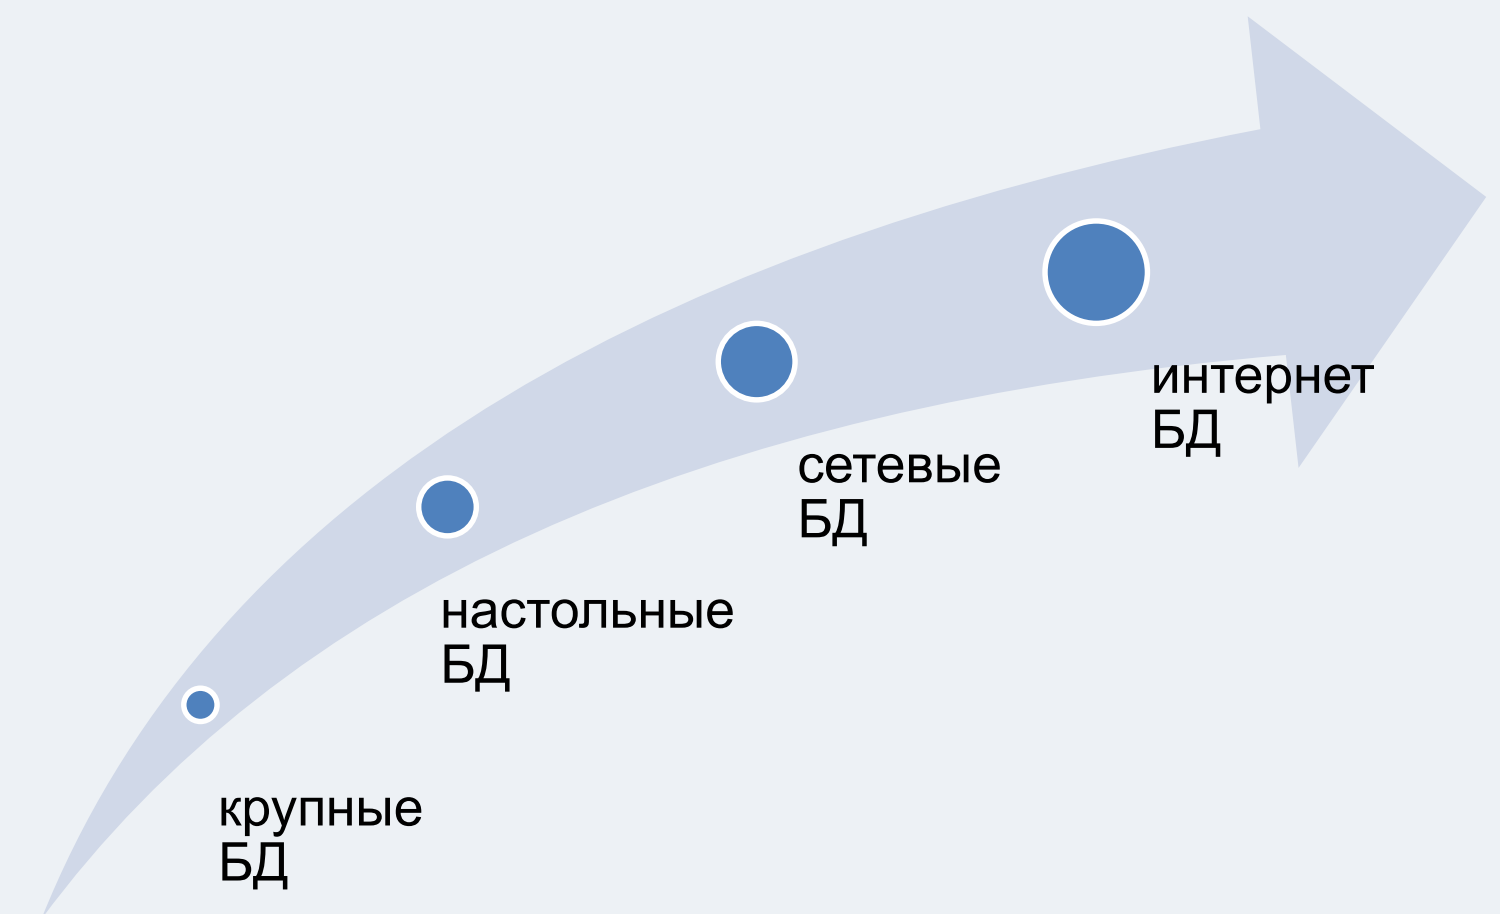 интернет
БД
сетевые
БД
настольные
БД
крупные
БД